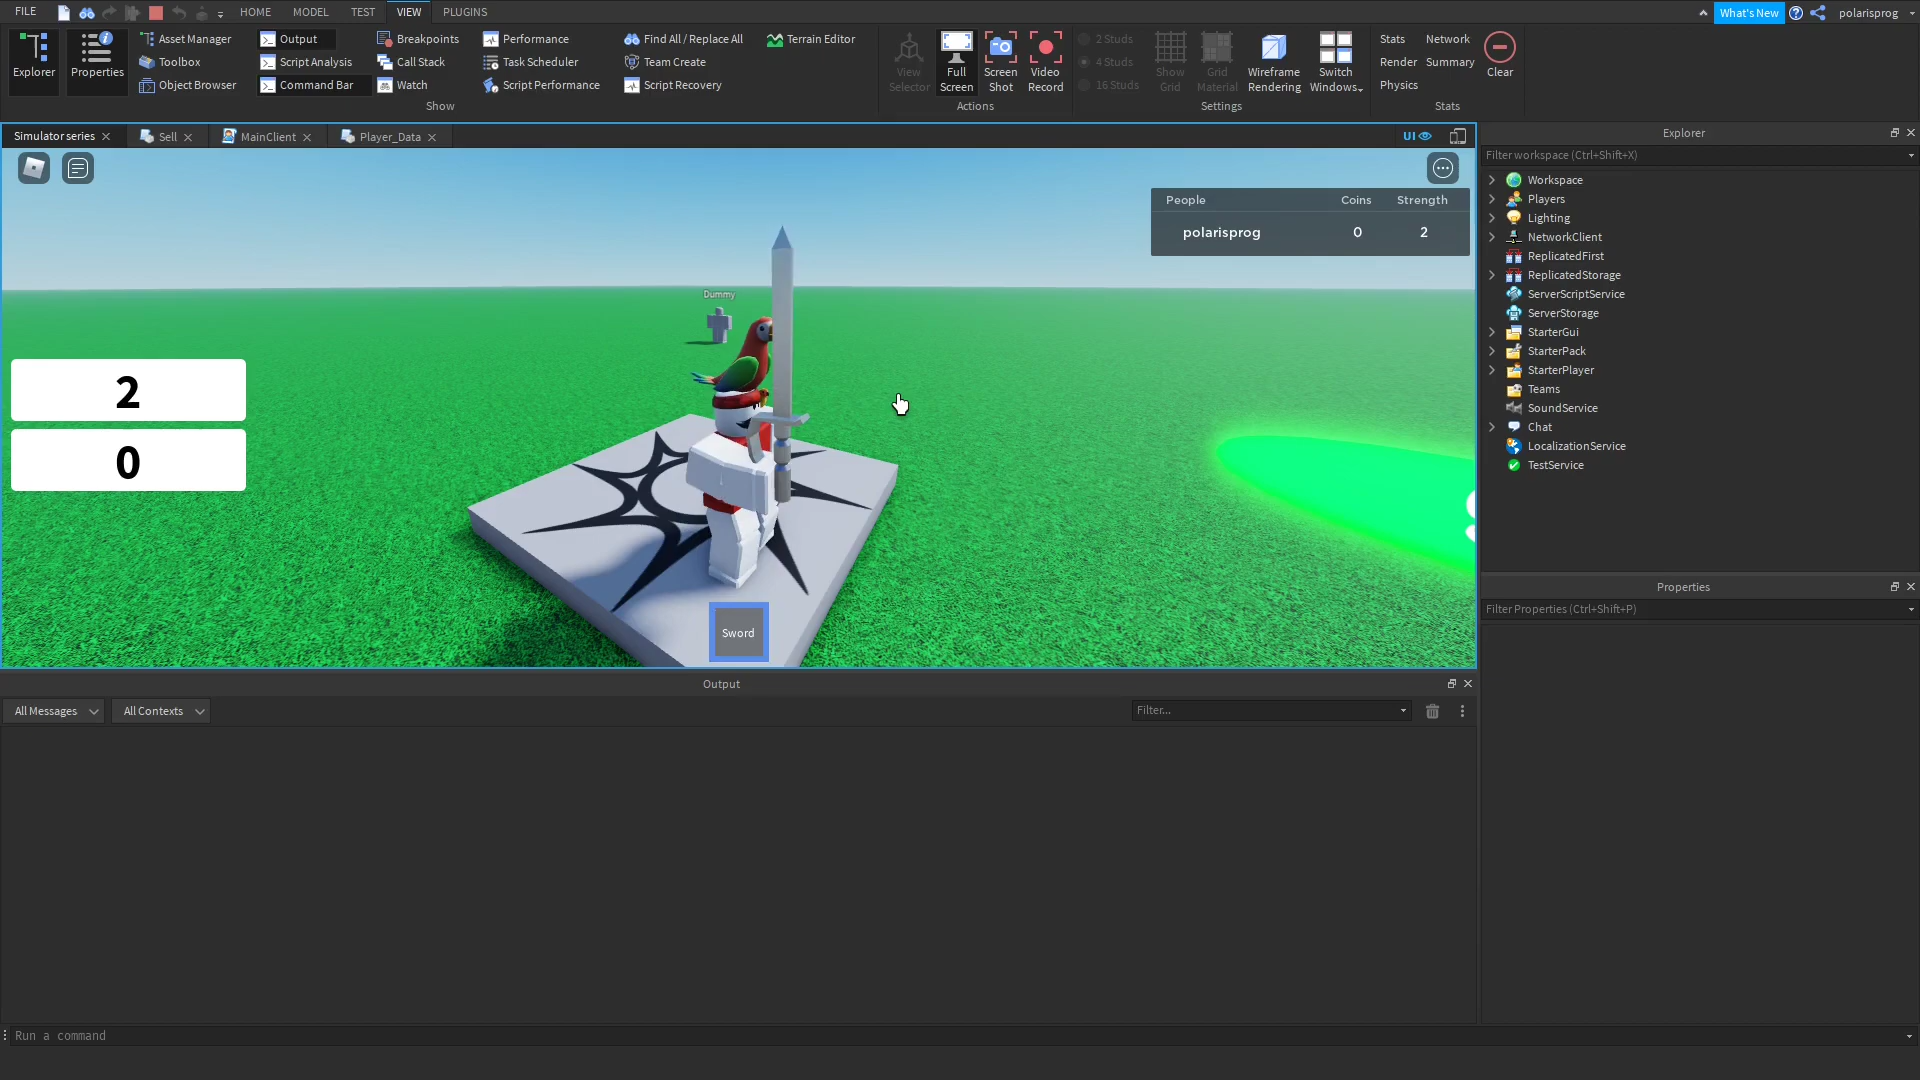 FILE
HOME
MODEL
TEST
VIEW
PLUGINS
What's New
polarisprog
Explorer
Properties
Asset Manager
Toolbox
Object Browser
Output
Script Analysis
Command Bar
Breakpoints
Call Stack
Watch
Performance
Task Scheduler
Script Performance
Find All / Replace All
Team Create
Script Recovery
Terrain Editor
Show
View
Selector
Full
Screen
Screen
Shot
Video
Record
Actions
2 Studs
4 Studs
16 Studs
Show
Grid
Grid
Material
Wireframe
Rendering
Switch
Windows
Settings
Stats
Network
Render
Summary
Physics
Clear
Stats
Simulator series
Sell
MainClient
Player_Data
UI
People Coins Strength
polarisprog 0 2
Dummy
2
0
Sword
Explorer
Filter workspace (Ctrl+Shift+X)
Workspace
Players
Lighting
NetworkClient
ReplicatedFirst
ReplicatedStorage
ServerScriptService
ServerStorage
StarterGui
StarterPack
StarterPlayer
Teams
SoundService
Chat
LocalizationService
TestService
Properties
Filter Properties (Ctrl+Shift+P)
Output
All Messages
All Contexts
Filter...
Run a command